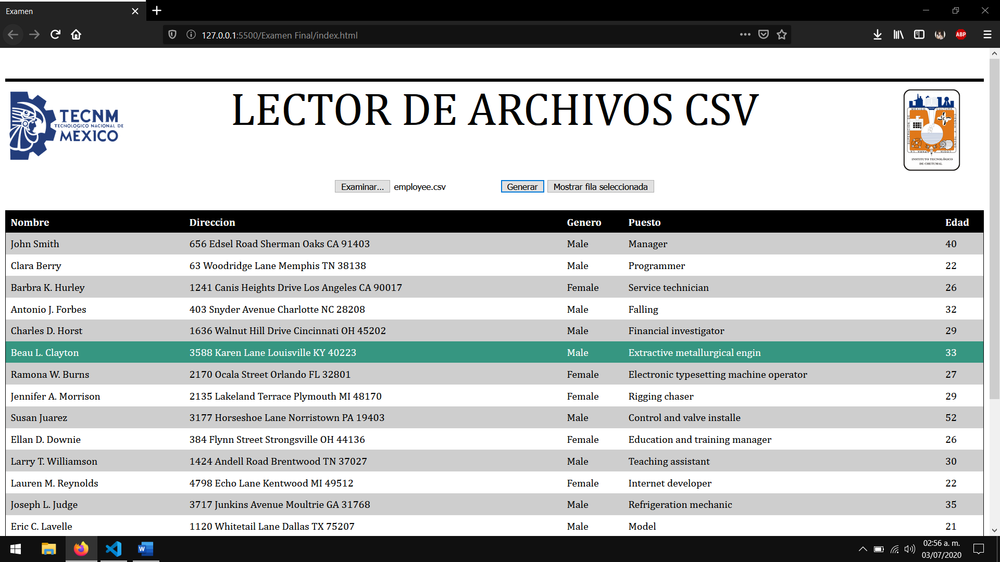 Examen
127.0.0.1:5500/Examen Final/index.html
ABP
TECNM
TECNOLÓGICO NACIONAL DE
MÉXICO
LECTOR DE ARCHIVOS CSV
INSTITUTO TECNOLÓGICO
DE CHETUMAL
Examinar... employee.csv Generar Mostrar fila seleccionada
Nombre Direccion Genero Puesto Edad
John Smith 656 Edsel Road Sherman Oaks CA 91403 Male Manager 40
Clara Berry 63 Woodridge Lane Memphis TN 38138 Male Programmer 22
Barbra K. Hurley 1241 Canis Heights Drive Los Angeles CA 90017 Female Service technician 26
Antonio J. Forbes 403 Snyder Avenue Charlotte NC 28208 Male Falling 32
Charles D. Horst 1636 Walnut Hill Drive Cincinnati OH 45202 Male Financial investigator 29
Beau L. Clayton 3588 Karen Lane Louisville KY 40223 Male Extractive metallurgical engin 33
Ramona W. Burns 2170 Ocala Street Orlando FL 32801 Female Electronic typesetting machine operator 27
Jennifer A. Morrison 2135 Lakeland Terrace Plymouth MI 48170 Female Rigging chaser 29
Susan Juarez 3177 Horseshoe Lane Norristown PA 19403 Male Control and valve installe 52
Ellan D. Downie 384 Flynn Street Strongsville OH 44136 Female Education and training manager 26
Larry T. Williamson 1424 Andell Road Brentwood TN 37027 Male Teaching assistant 30
Lauren M. Reynolds 4798 Echo Lane Kentwood MI 49512 Female Internet developer 22
Joseph L. Judge 3717 Junkins Avenue Moultrie GA 31768 Male Refrigeration mechanic 35
Eric C. Lavelle 1120 Whitetail Lane Dallas TX 75207 Male Model 21
02:56 a. m.
03/07/2020